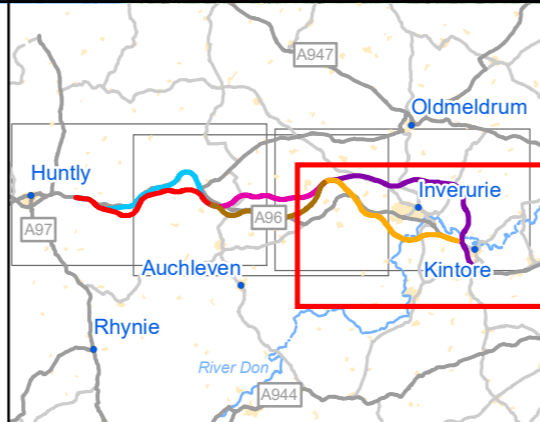 A947
Oldmeldrum
Huntly
Inverurie
A96
A97
Kintore
Auchleven
Rhynie
River Don
A944